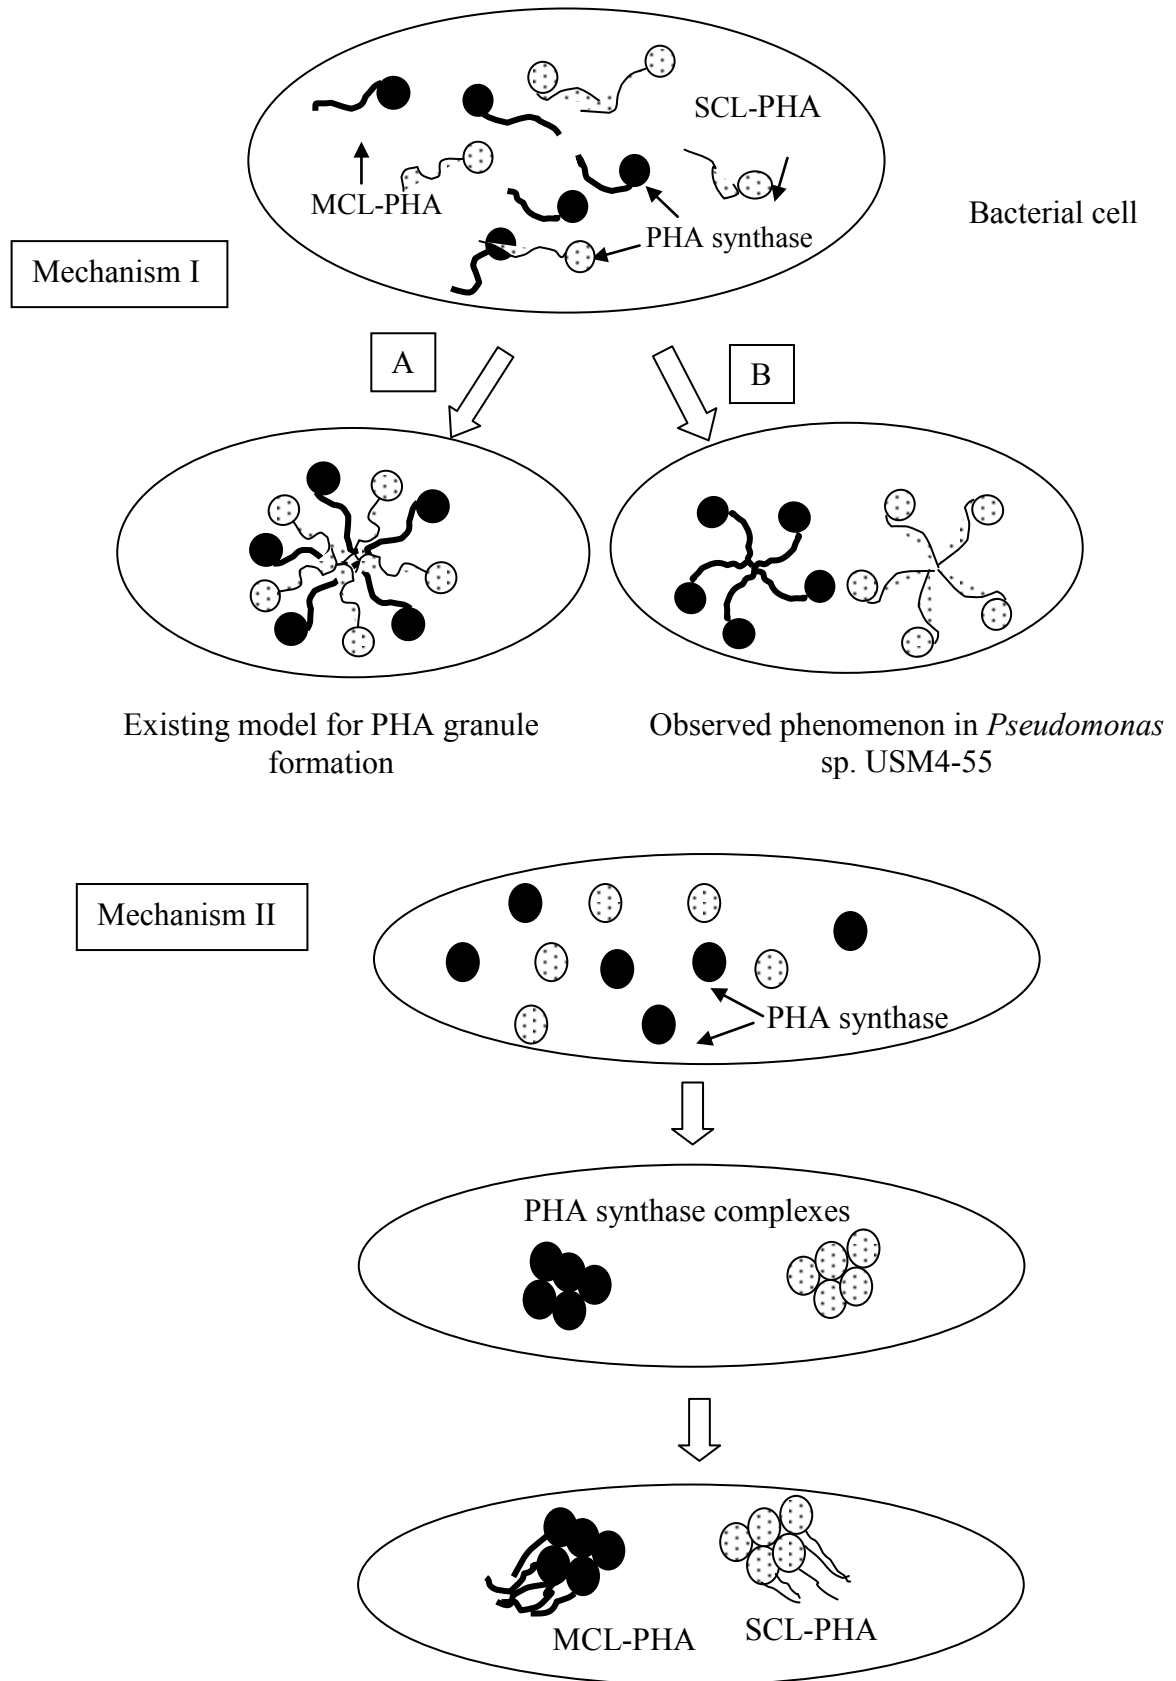 SCL-PHA
MCL-PHA
PHA synthase
Bacterial cell
Mechanism I
A
B
Existing model for PHA granule
formation
Observed phenomenon in Pseudomonas
sp. USM4-55
Mechanism II
PHA synthase
PHA synthase complexes
MCL-PHA
SCL-PHA